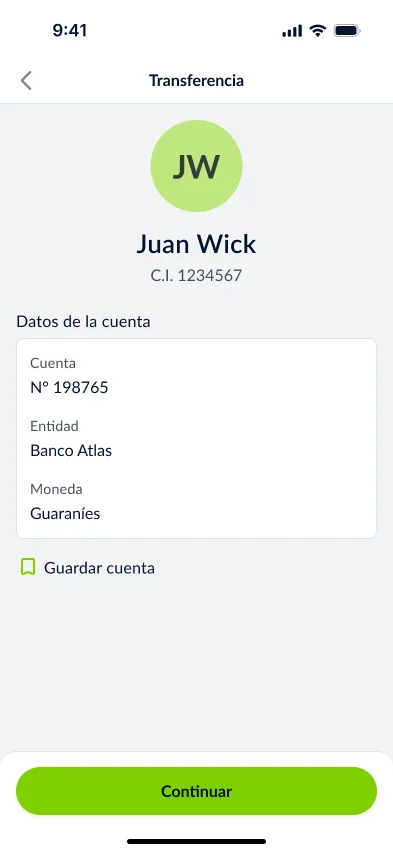 9:41
Transferencia
JW
Juan Wick
C.I. 1234567
Datos de la cuenta
Cuenta
Nº 198765
Entidad
Banco Atlas
Moneda
Guaraníes
Guardar cuenta
Continuar